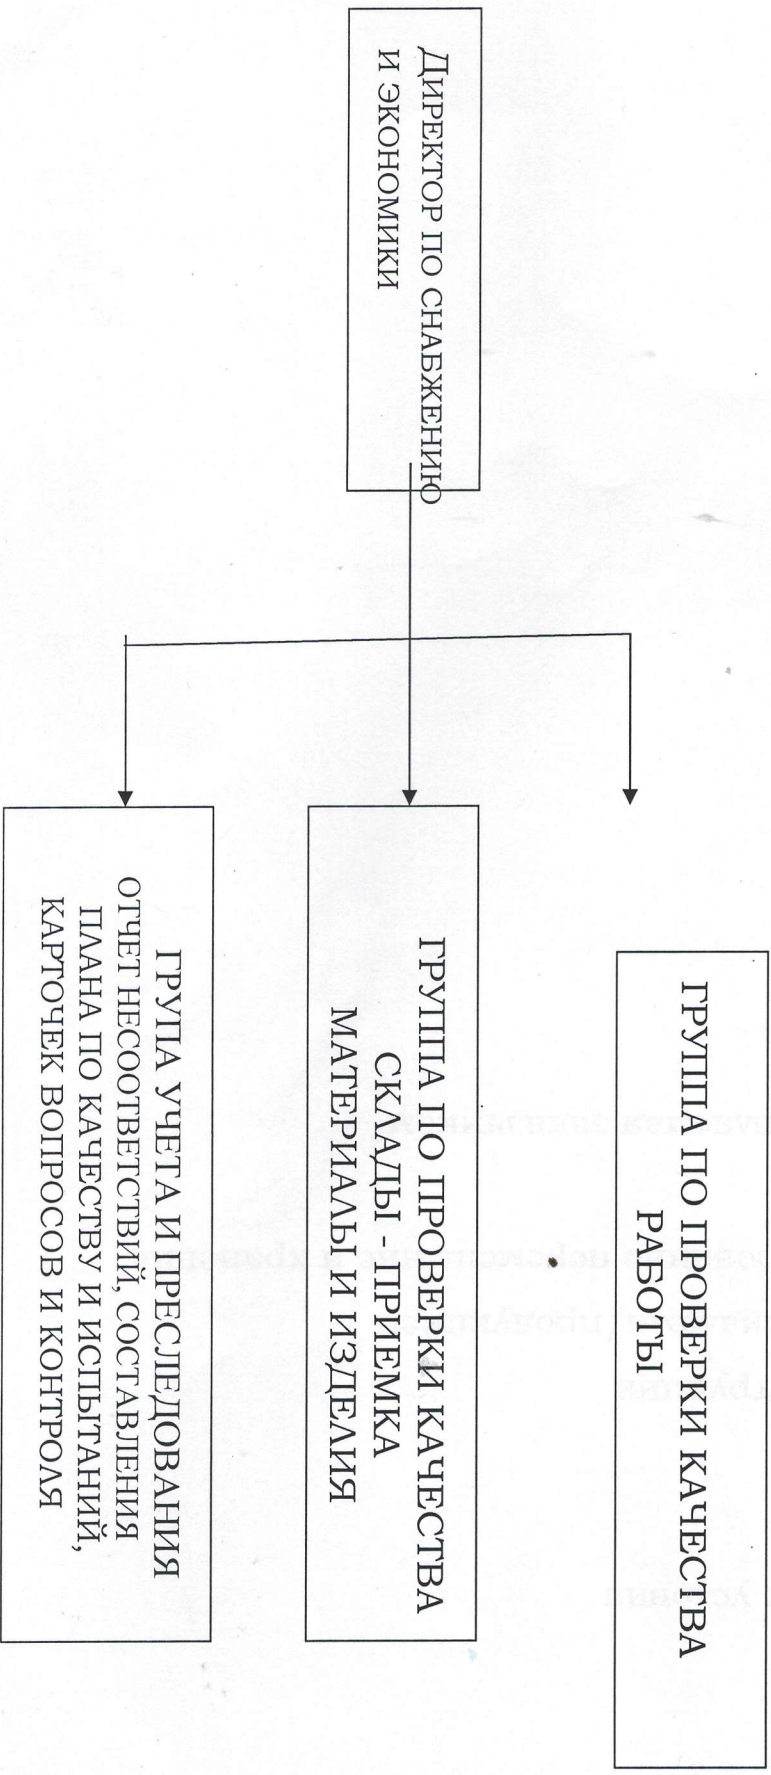 Директор по снабжению
и экономики
ГРУППА ПО ПРОВЕРКИ КАЧЕСТВА
РАБОТЫ
ГРУППА ПО ПРОВЕРКИ КАЧЕСТВА
СКЛАДЫ - ПРИЕМКА
МАТЕРИАЛЫ И ИЗДЕЛИЯ
ГРУПА УЧЕТА И ПРЕСЛЕДОВАНИЯ
ОТЧЕТ НЕСООТВЕТСТВИЙ, СОСТАВЛЕНИЯ
ПЛАНА ПО КАЧЕСТВУ И ИСПЫТАНИЙ,
КАРТОЧЕК ВОПРОСОВ И КОНТРОЛЯ